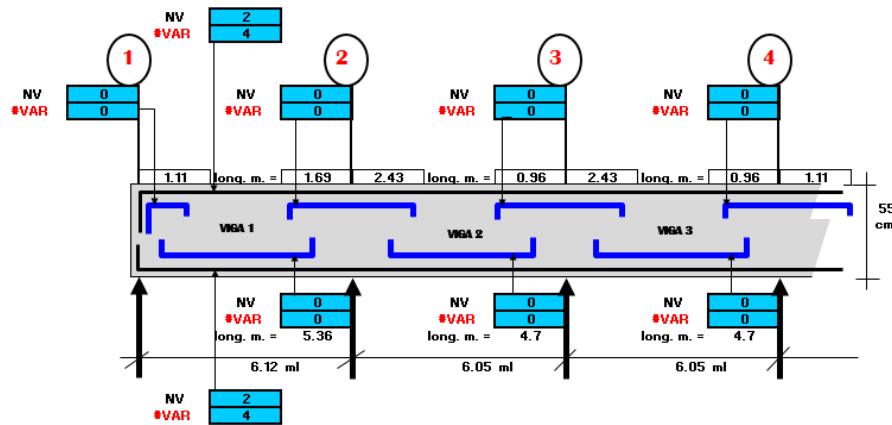 NV 2
#VAR 4
1 2 3 4
NV 0 NV 0 NV 0 NV 0
#VAR 0 #VAR 0 #VAR 0 #VAR 0
1.11 long. m. = 1.69 2.43 long. m. = 0.96 2.43 long. m. = 0.96 1.11
VIGA 1 VIGA 2 VIGA 3
55
cm
NV 0 NV 0 NV 0
#VAR 0 #VAR 0 #VAR 0
long. m. = 5.36 long. m. = 4.7 long. m. = 4.7
6.12 ml 6.05 ml 6.05 ml
NV 2
#VAR 4